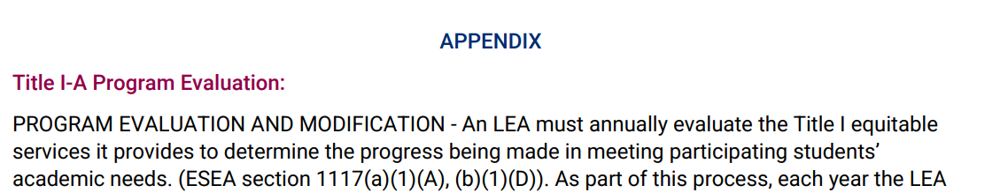 APPENDIX
Title I-A Program Evaluation:
PROGRAM EVALUATION AND MODIFICATION - An LEA must annually evaluate the Title I equitable
services it provides to determine the progress being made in meeting participating students’
academic needs. (ESEA section 1117(a)(1)(A), (b)(1)(D)). As part of this process, each year the LEA